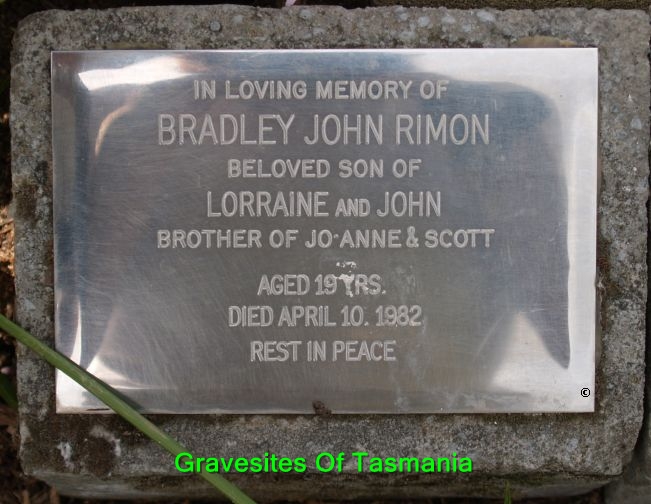 IN LOVING MEMORY OF
BRADLEY JOHN RIMON
BELOVED SON OF
LORRAINE AND JOHN
BROTHER OF JO-ANNE & SCOTT
AGED 19 YRS.
DIED APRIL 10. 1982
REST IN PEACE
©
Gravesites Of Tasmania